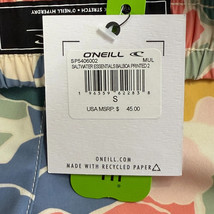 STRETCH • O'NEILL HYPERDRY
O'NEILL
SP5406002 MUL
SALTWATER ESSENTIALS BALBOA PRINTED 2
S
USA MSRP: $ 45.00
ONEILL.COM
MADE WITH
RECYCLED PAPER